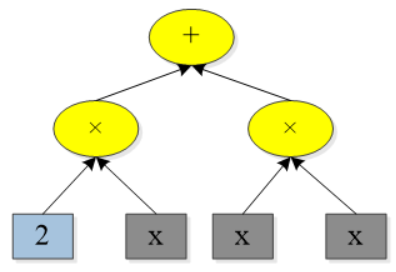 +
× ×
2 x x x